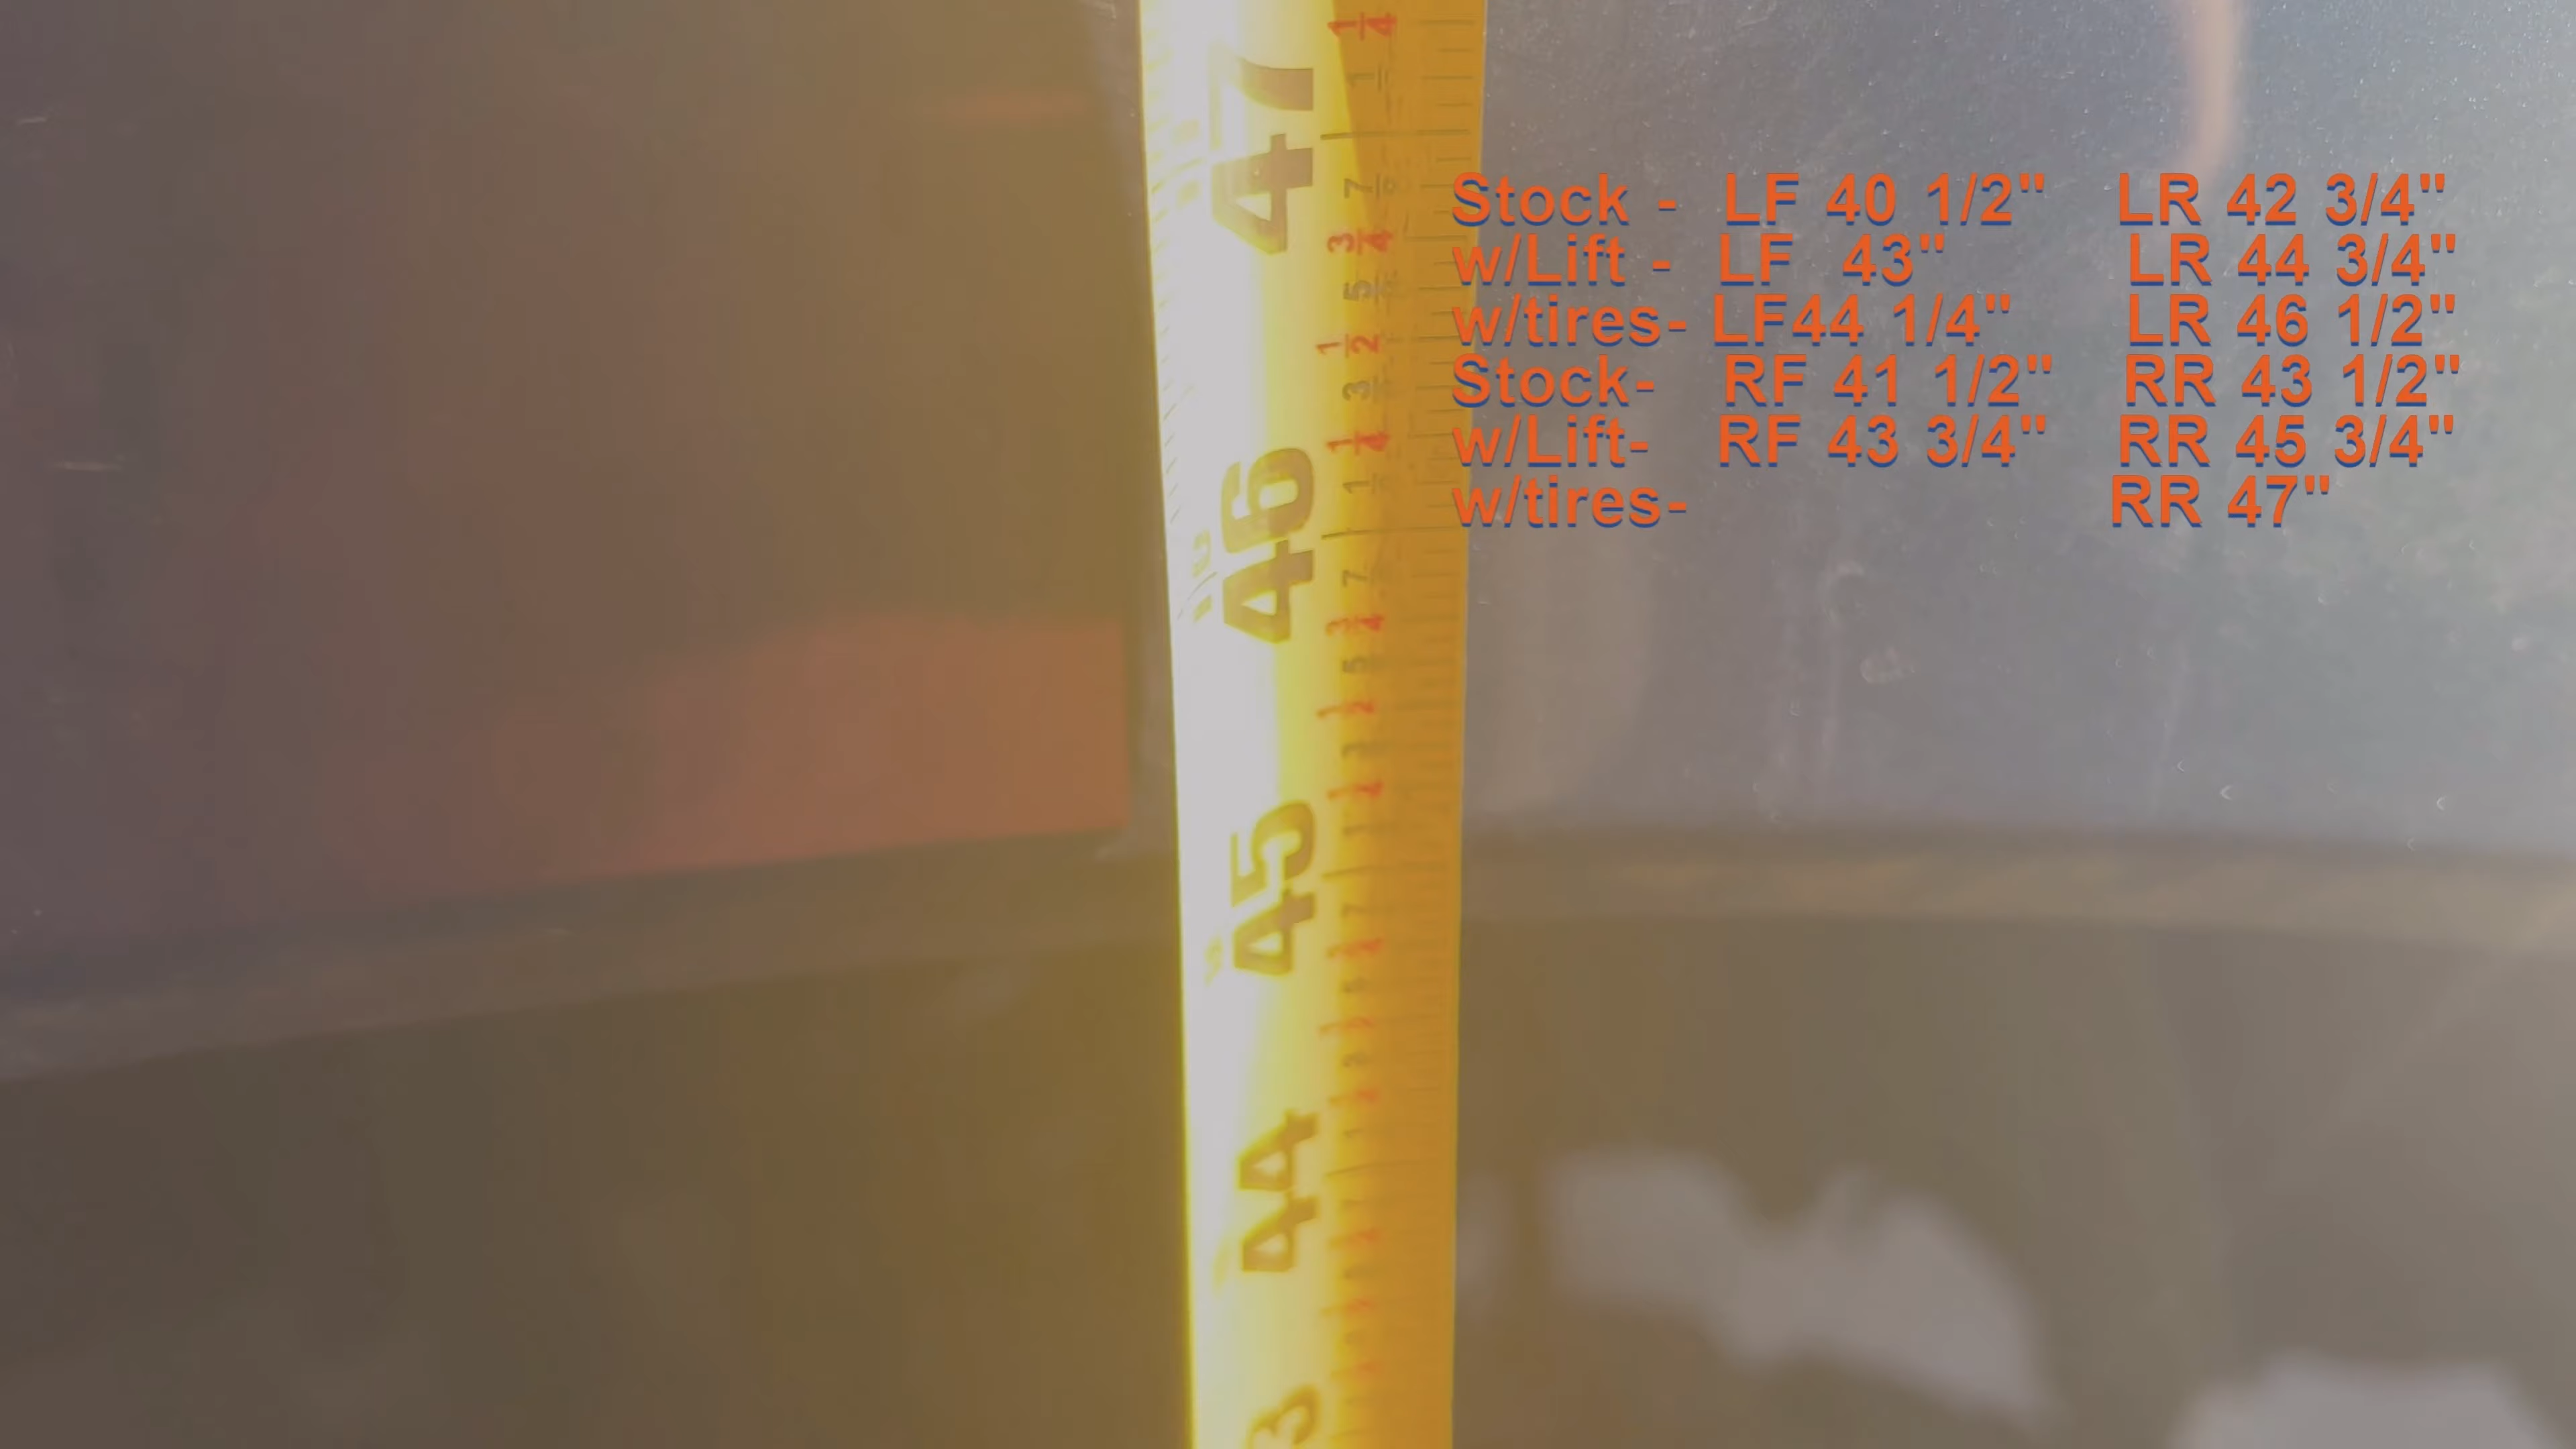 Stock - LF 40 1/2" LR 42 3/4"
w/Lift - LF 43" LR 44 3/4"
w/tires- LF44 1/4" LR 46 1/2"
Stock- RF 41 1/2" RR 43 1/2"
w/Lift- RF 43 3/4" RR 45 3/4"
w/tires- RR 47"
47
46
45
44
3